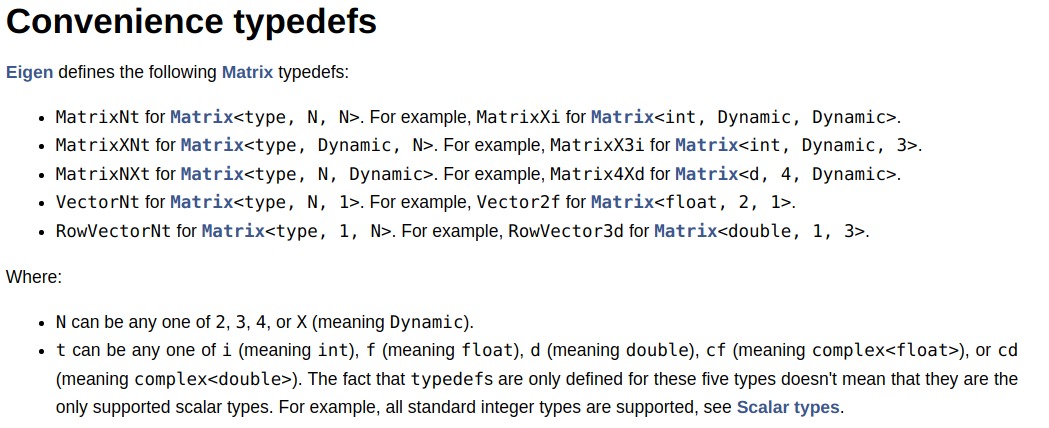 Convenience typedefs
Eigen defines the following Matrix typedefs:
• MatrixNt for Matrix<type, N, N>. For example, MatrixXi for Matrix<int, Dynamic, Dynamic>.
• MatrixXNt for Matrix<type, Dynamic, N>. For example, MatrixX3i for Matrix<int, Dynamic, 3>.
• MatrixNXt for Matrix<type, N, Dynamic>. For example, Matrix4Xd for Matrix<d, 4, Dynamic>.
• VectorNt for Matrix<type, N, 1>. For example, Vector2f for Matrix<float, 2, 1>.
• RowVectorNt for Matrix<type, 1, N>. For example, RowVector3d for Matrix<double, 1, 3>.
Where:
• N can be any one of 2, 3, 4, or X (meaning Dynamic).
• t can be any one of i (meaning int), f (meaning float), d (meaning double), cf (meaning complex<float>), or cd
(meaning complex<double>). The fact that typedefs are only defined for these five types doesn't mean that they are the
only supported scalar types. For example, all standard integer types are supported, see Scalar types.